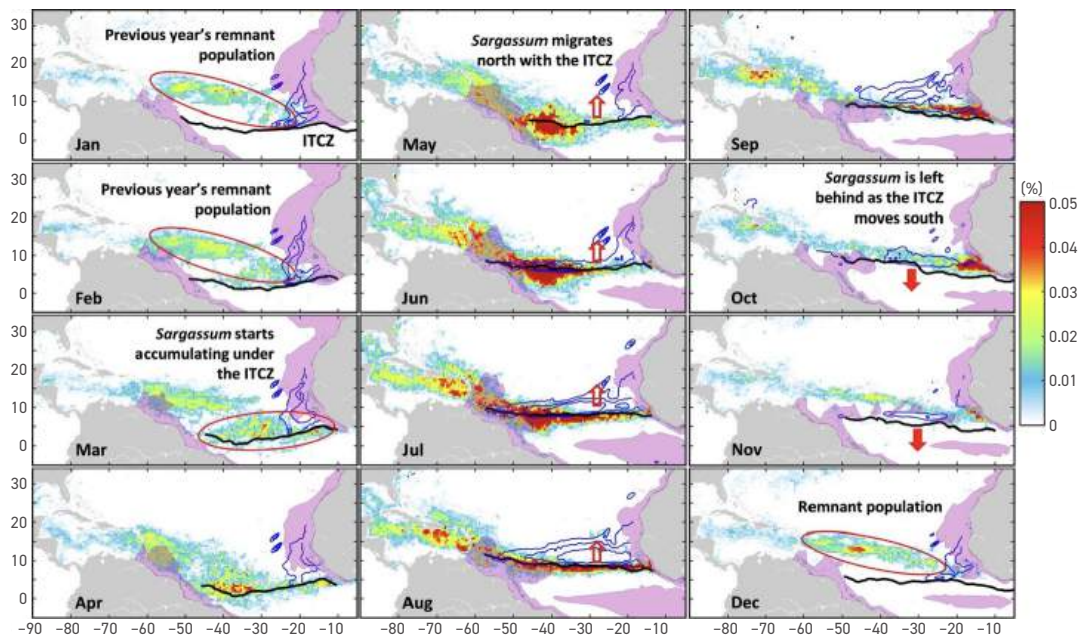 30
20
10
0
Previous year's remnant
population
ITCZ
Jan
Sargassum migrates
north with the ITCZ
May
Sep
30
20
10
0
Previous year's remnant
population
Feb
Jun
Sargassum is left
behind as the ITCZ
moves south
Oct
(%)
0.05
0.04
0.03
–0.02
–0.01
0
30
20
10
0
Sargassum starts
accumulating under
the ITCZ
Mar
Jul
Nov
30
20
10
0
Apr
Aug
Remnant population
Dec
–90 –80 –70 –60 –50 –40 –30 –20 –10
–80 –70 –60 –50 –40 –30 –20 –10
–80 –70 –60 –50 –40 –30 –20 –10